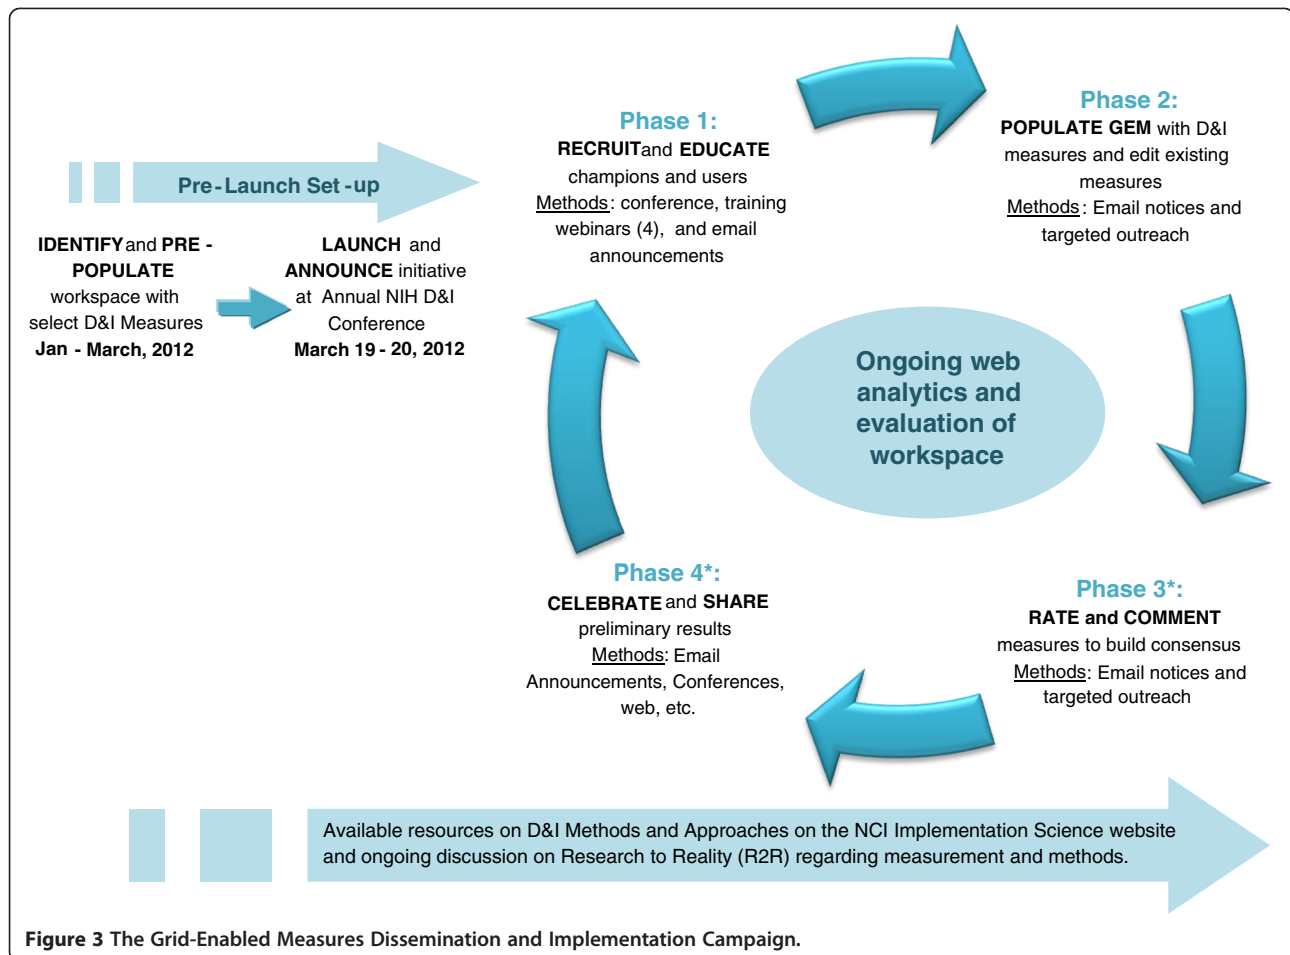 Pre-Launch Set-up
IDENTIFY and PRE -
POPULATE
workspace with
select D&I Measures
Jan - March, 2012
LAUNCH and
ANNOUNCE initiative
at Annual NIH D&I
Conference
March 19 - 20, 2012
Phase 1:
RECRUIT and EDUCATE
champions and users
Methods: conference, training
webinars (4), and email
announcements
Phase 2:
POPULATE GEM with D&I
measures and edit existing
measures
Methods: Email notices and
targeted outreach
Ongoing web
analytics and
evaluation of
workspace
Phase 3*:
RATE and COMMENT
measures to build consensus
Methods: Email notices and
targeted outreach
Phase 4*:
CELEBRATE and SHARE
preliminary results
Methods: Email
Announcements, Conferences,
web, etc.
Available resources on D&I Methods and Approaches on the NCI Implementation Science website
and ongoing discussion on Research to Reality (R2R) regarding measurement and methods.
Figure 3 The Grid-Enabled Measures Dissemination and Implementation Campaign.